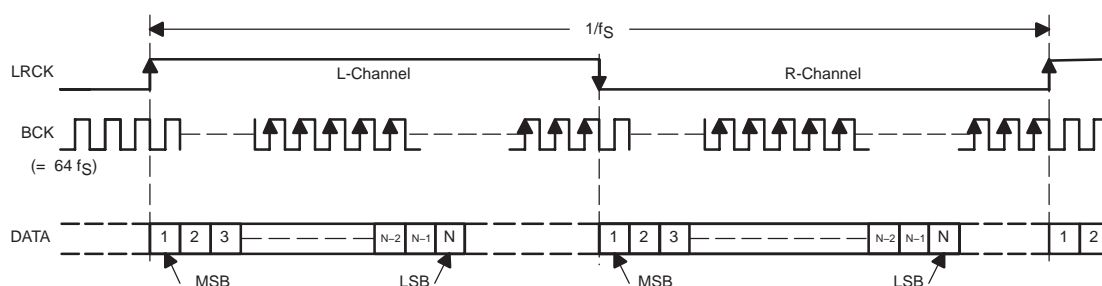 1/fS
LRCK
L-Channel
R-Channel
BCK
(= 64 fS)
DATA
1 2 3 N–2 N–1 N 1 2 3 N–2 N–1 N 1 2
MSB LSB MSB LSB